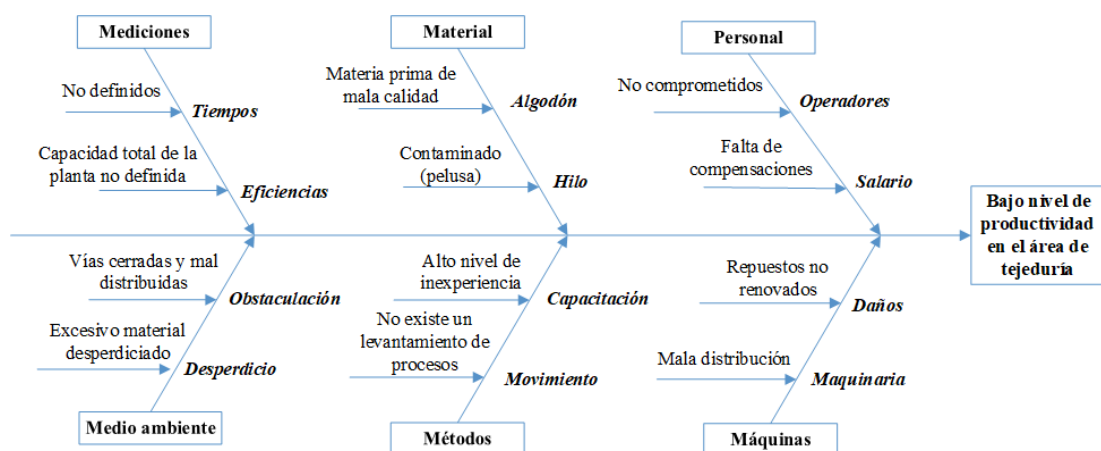 Mediciones
Material
Personal
No definidos
Tiempos
Capacidad total de la
planta no definida
Eficiencias
Materia prima de
mala calidad
Algodón
Contaminado
(pelusa)
Hilo
No comprometidos
Operadores
Falta de
compensaciones
Salario
Bajo nivel de
productividad
en el área de
tejeduría
Vías cerradas y mal
distribuidas
Obstaculación
Excesivo material
desperdiciado
Desperdicio
Medio ambiente
Alto nivel de
inexperiencia
Capacitación
No existe un
levantamiento de
procesos
Movimiento
Métodos
Repuestos no
renovados
Daños
Mala distribución
Maquinaria
Máquinas